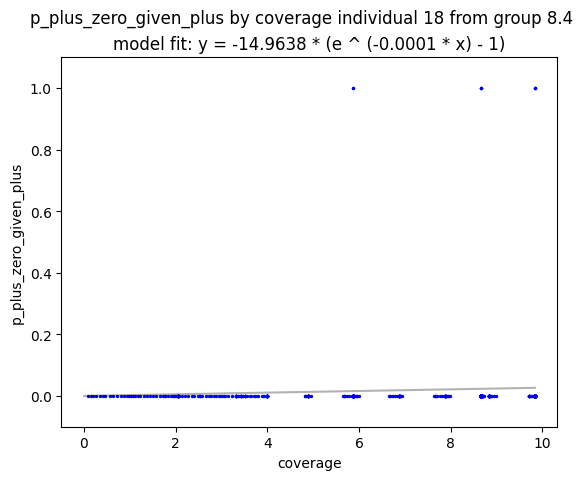 p_plus_zero_given_plus by coverage individual 18 from group 8.4
model fit: y = -14.9638 * (e ^ (-0.0001 * x) - 1)
p_plus_zero_given_plus
1.0
0.8
0.6
0.4
0.2
0.0
0 2 4 6 8 10
coverage